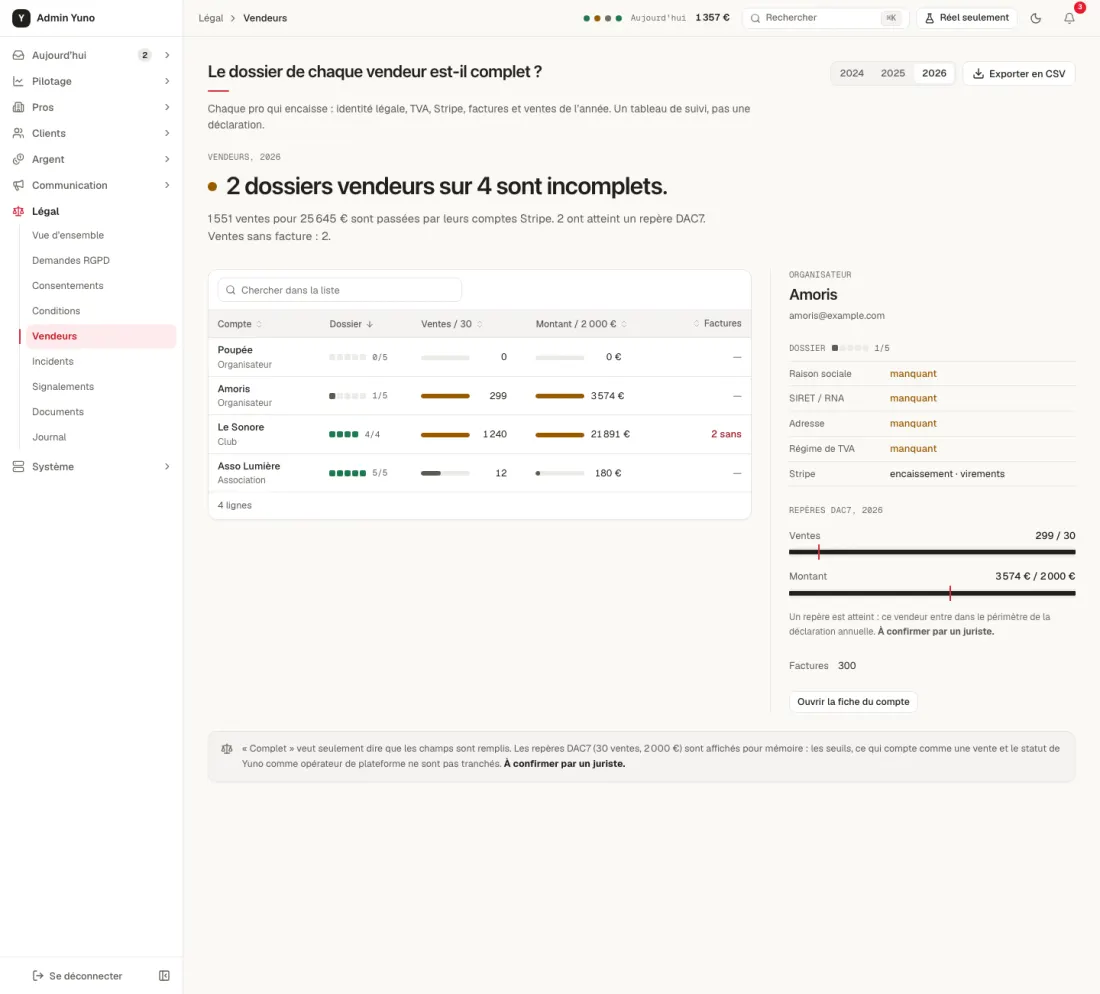 Y Admin Yuno
Légal > Vendeurs
Aujourd'hui 1 357 €
Rechercher ⌘K
Réel seulement
3
Aujourd'hui 2
Pilotage
Pros
Clients
Argent
Communication
Légal
Vue d'ensemble
Demandes RGPD
Consentements
Conditions
Vendeurs
Incidents
Signalements
Documents
Journal
Système
Se déconnecter
Le dossier de chaque vendeur est-il complet ?
2024 2025 2026
Exporter en CSV
Chaque pro qui encaisse : identité légale, TVA, Stripe, factures et ventes de l'année. Un tableau de suivi, pas une
déclaration.
VENDEURS, 2026
2 dossiers vendeurs sur 4 sont incomplets.
1 551 ventes pour 25 645 € sont passées par leurs comptes Stripe. 2 ont atteint un repère DAC7.
Ventes sans facture : 2.
Chercher dans la liste
Compte Dossier ↓ Ventes / 30 Montant / 2 000 € Factures
Poupée
Organisateur
0/5 0 0 € —
Amoris
Organisateur
1/5 299 3 574 € —
Le Sonore
Club
4/4 1 240 21 891 € 2 sans
Asso Lumière
Association
5/5 12 180 € —
4 lignes
ORGANISATEUR
Amoris
amoris@example.com
DOSSIER 1/5
Raison sociale manquant
SIRET / RNA manquant
Adresse manquant
Régime de TVA manquant
Stripe encaissement · virements
REPÈRES DAC7, 2026
Ventes 299 / 30
Montant 3 574 € / 2 000 €
Un repère est atteint : ce vendeur entre dans le périmètre de la
déclaration annuelle. À confirmer par un juriste.
Factures 300
Ouvrir la fiche du compte
« Complet » veut seulement dire que les champs sont remplis. Les repères DAC7 (30 ventes, 2 000 €) sont affichés pour mémoire : les seuils, ce qui compte comme une vente et le statut de
Yuno comme opérateur de plateforme ne sont pas tranchés. À confirmer par un juriste.